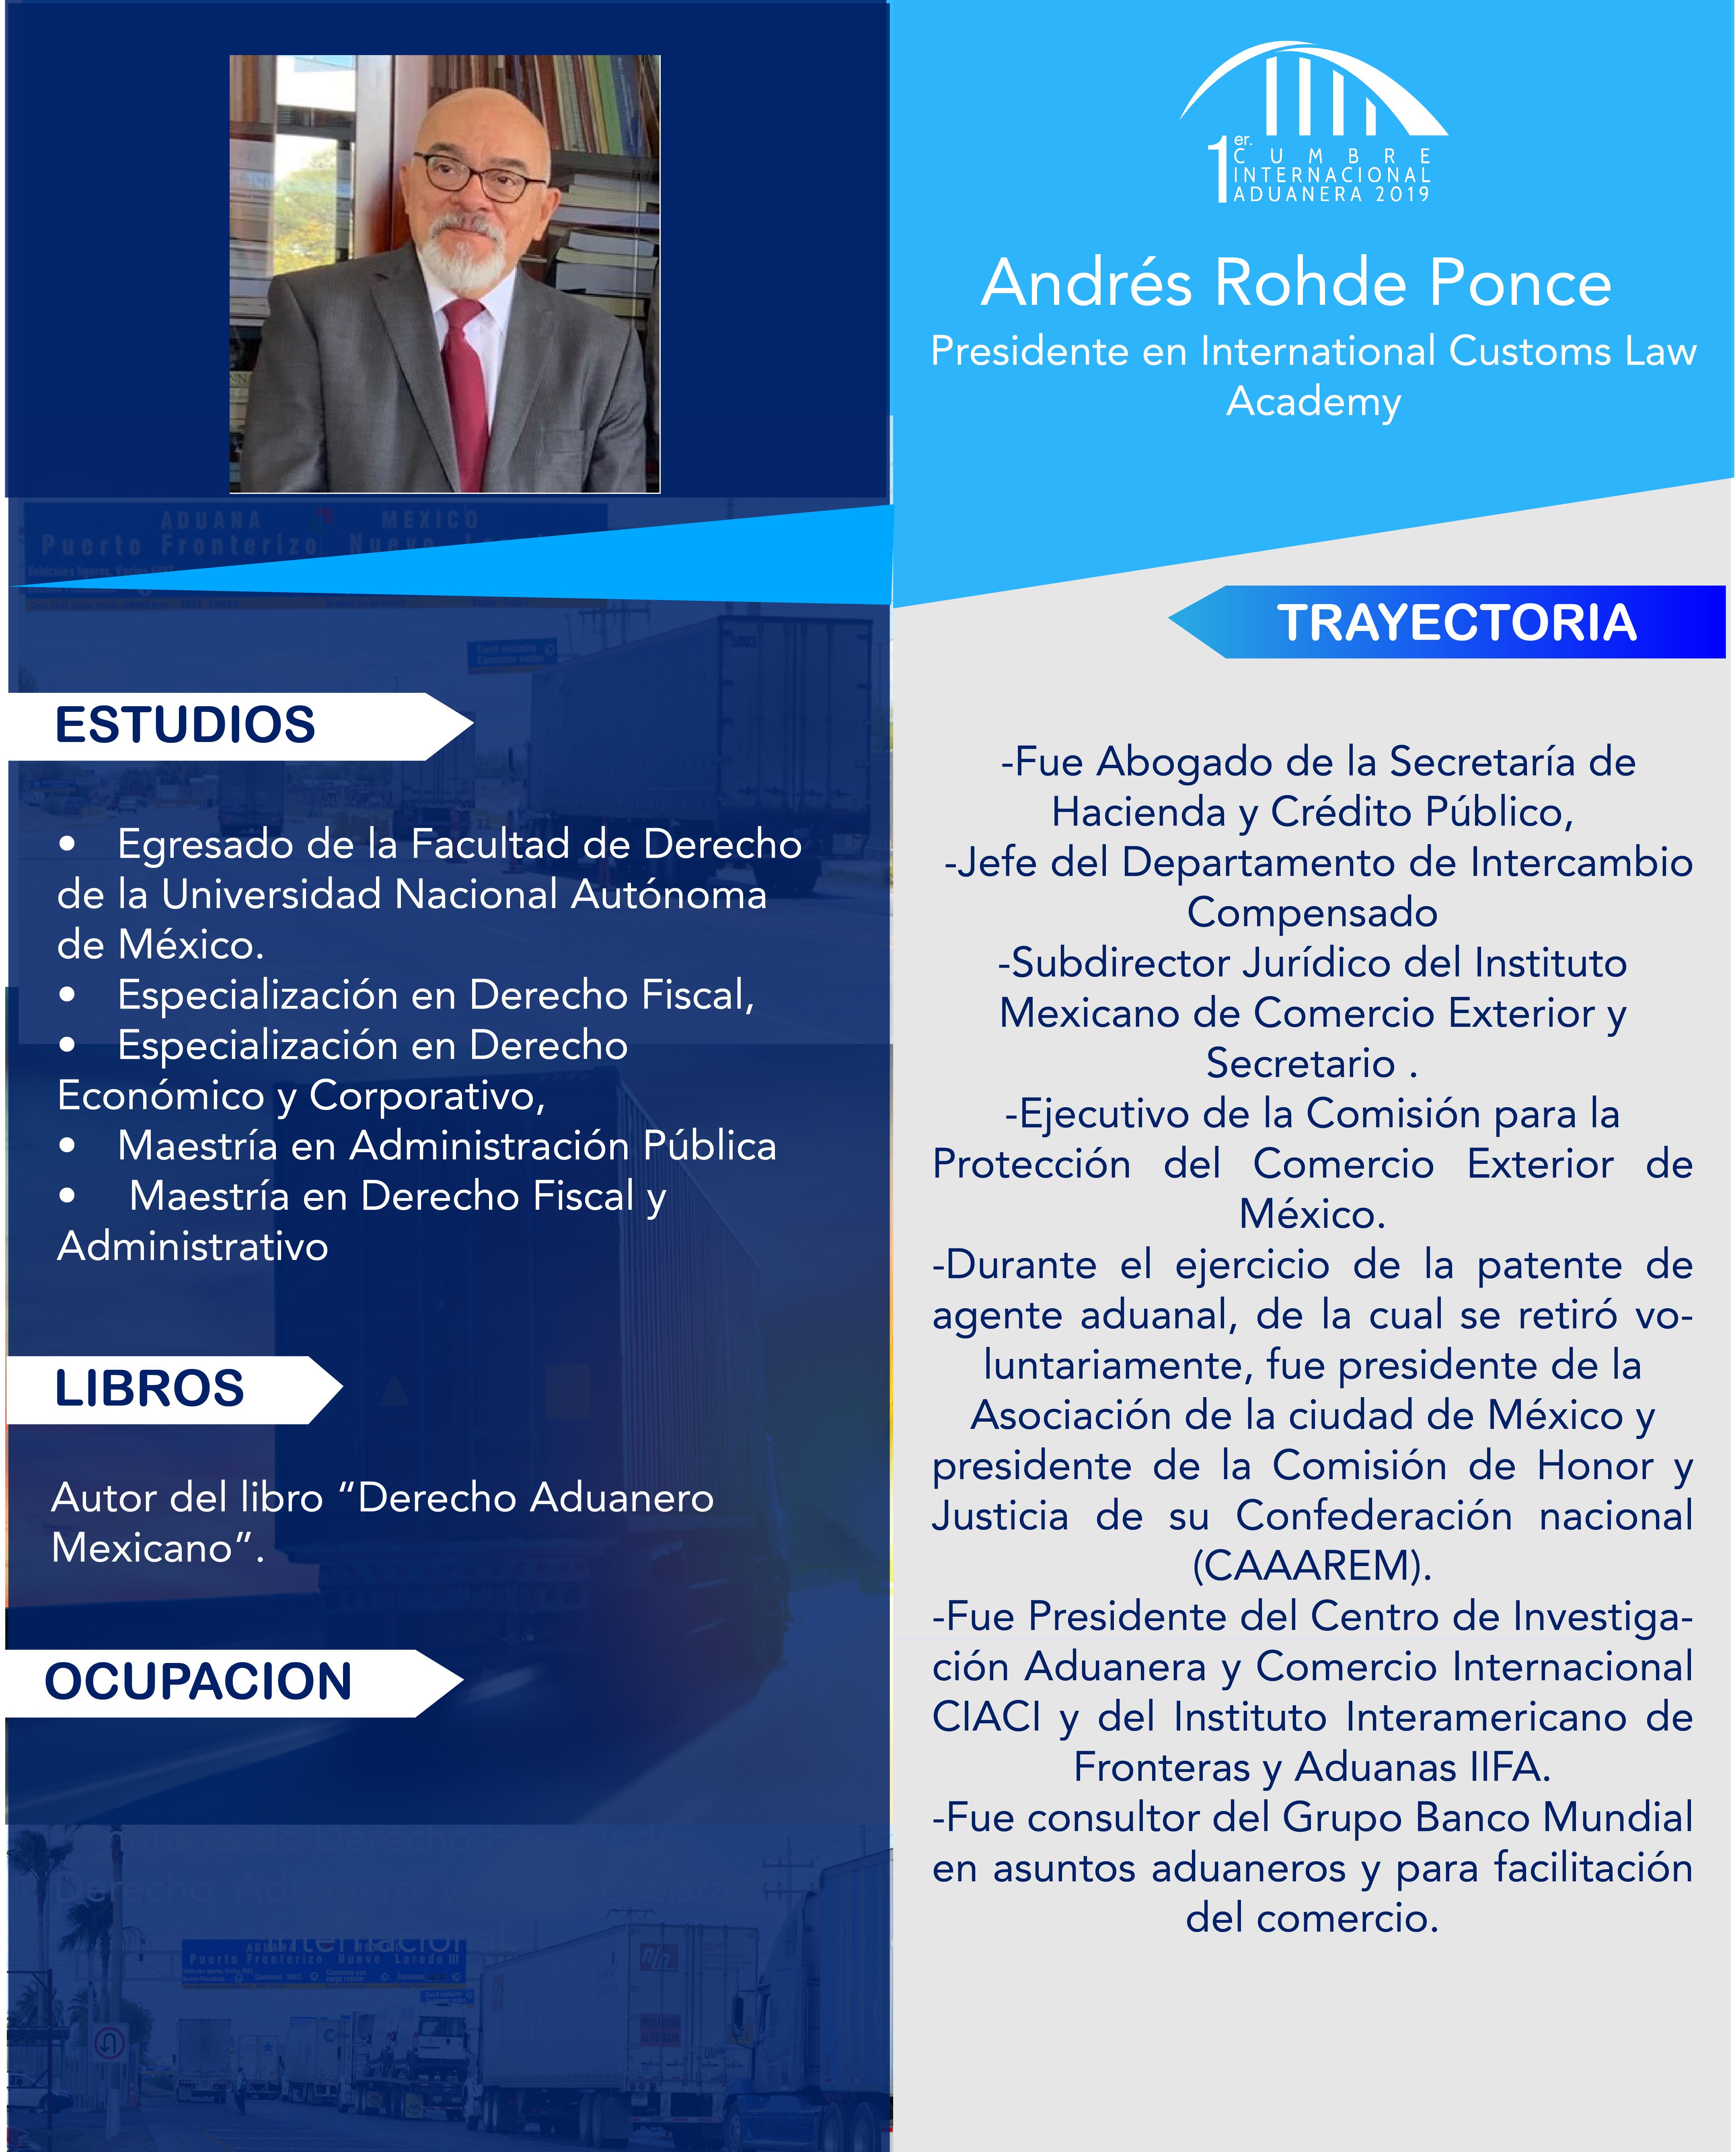 1er.
CUMBRE
INTERNACIONAL
ADUANERA 2019
Andrés Rohde Ponce
Presidente en International Customs Law
Academy
ADUANA MEXICO
Puerto Fronterizo Nuevo Laredo
ESTUDIOS
• Egresado de la Facultad de Derecho
de la Universidad Nacional Autónoma
de México.
• Especialización en Derecho Fiscal,
• Especialización en Derecho
Económico y Corporativo,
• Maestría en Administración Pública
• Maestría en Derecho Fiscal y
Administrativo
LIBROS
Autor del libro “Derecho Aduanero
Mexicano”.
OCUPACION
Derecho Aduanero
ADUANA MEXICO
Puerto Fronterizo Nuevo Laredo III
TRAYECTORIA
-Fue Abogado de la Secretaría de
Hacienda y Crédito Público,
-Jefe del Departamento de Intercambio
Compensado
-Subdirector Jurídico del Instituto
Mexicano de Comercio Exterior y
Secretario .
-Ejecutivo de la Comisión para la
Protección del Comercio Exterior de
México.
-Durante el ejercicio de la patente de
agente aduanal, de la cual se retiró vo-
luntariamente, fue presidente de la
Asociación de la ciudad de México y
presidente de la Comisión de Honor y
Justicia de su Confederación nacional
(CAAAREM).
-Fue Presidente del Centro de Investiga-
ción Aduanera y Comercio Internacional
CIACI y del Instituto Interamericano de
Fronteras y Aduanas IIFA.
-Fue consultor del Grupo Banco Mundial
en asuntos aduaneros y para facilitación
del comercio.